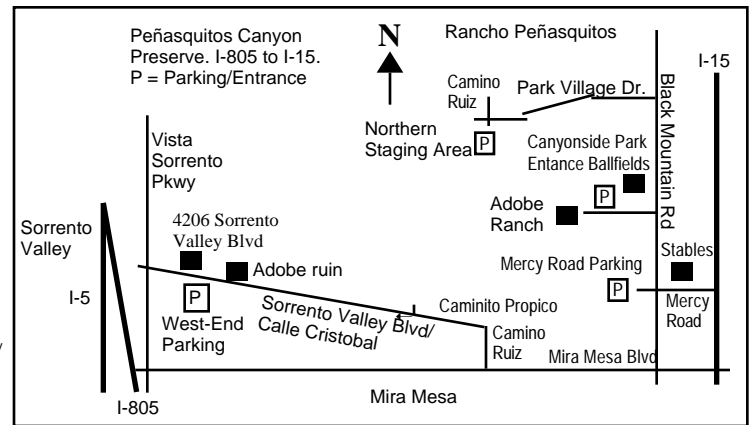 Peñasquitos Canyon
Preserve. I-805 to I-15.
P = Parking/Entrance
N
Rancho Peñasquitos
I-15
Camino
Ruiz
Park Village Dr.
Black Mountain Rd
Northern
Staging Area
P
Canyonside Park
Entance Ballfields
P
Vista
Sorrento
Pkwy
Adobe
Ranch
Sorrento
Valley
4206 Sorrento
Valley Blvd
Adobe ruin
Mercy Road Parking
P
Stables
Mercy
Road
I-5
P
West-End
Parking
Sorrento Valley Blvd/
Calle Cristobal
Caminito Propico
Camino
Ruiz
Mira Mesa Blvd
Mira Mesa
I-805